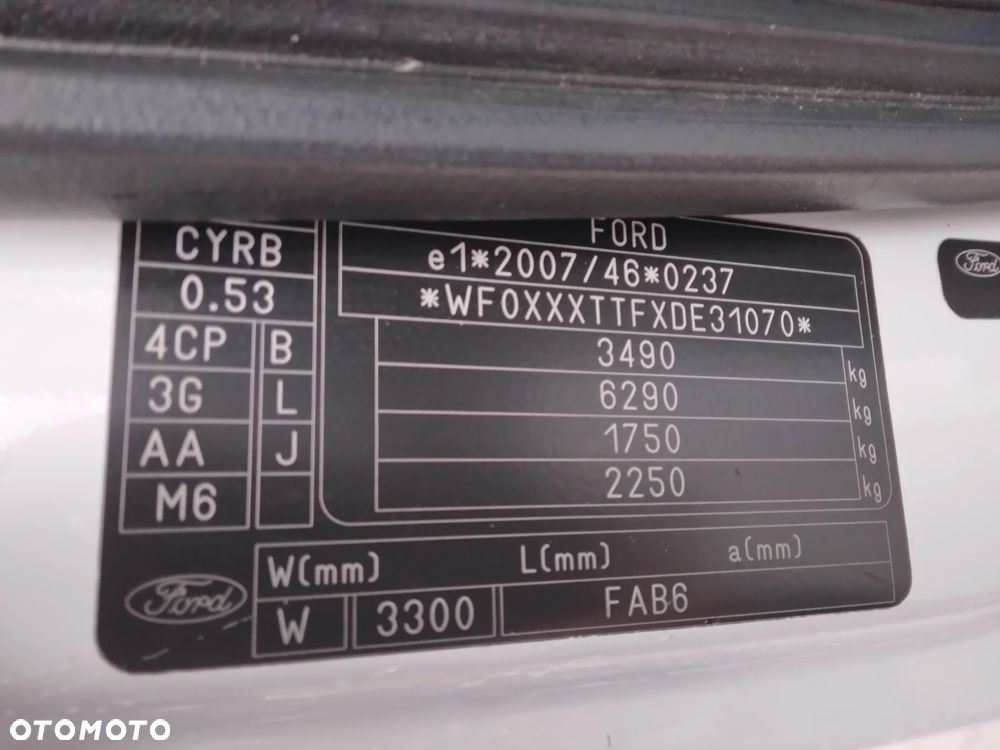 CYRB
0.53
4CP B
3G L
AA J
M6
FORD
e1*2007/46*0237
*WF0XXXTTFXDE31070*
3490 kg
6290 kg
1750 kg
2250 kg
W(mm) L(mm) a(mm)
W 3300 FAB6
Ford
Ford
OTOMOTO